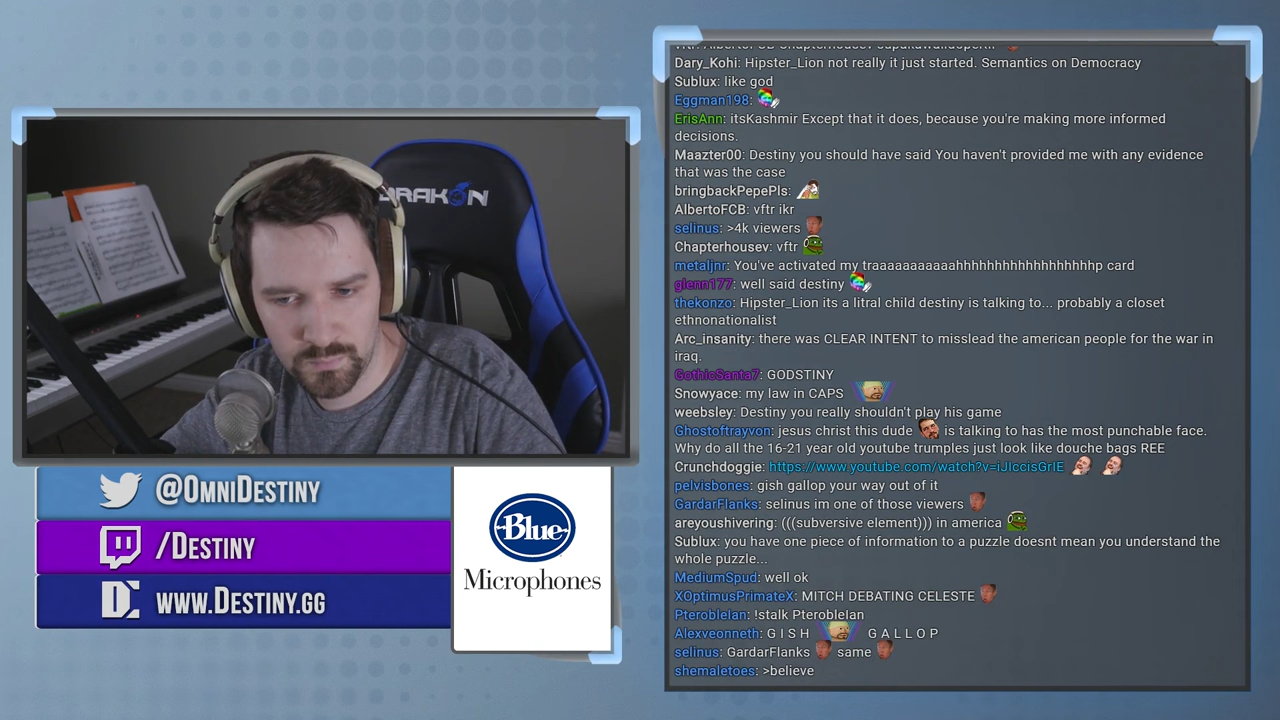 DRAKON
@OmniDestiny
/Destiny
www.Destiny.gg
Blue
Microphones
Dary_Kohi: Hipster_Lion not really it just started. Semantics on Democracy
Sublux: like god
Eggman198:
ErisAnn: itsKashmir Except that it does, because you're making more informed
decisions.
Maazter00: Destiny you should have said You haven't provided me with any evidence
that was the case
bringbackPepePls:
AlbertoFCB: vftr ikr
selinus: >4k viewers
Chapterhousev: vftr
metaljnr: You've activated my traaaaaaaaaaahhhhhhhhhhhhhhhhhhp card
glenn177: well said destiny
thekonzo: Hipster_Lion its a litral child destiny is talking to... probably a closet
ethnonationalist
Arc_insanity: there was CLEAR INTENT to misslead the american people for the war in
iraq.
GothicSanta7: GODSTINY
Snowyace: my law in CAPS
weebsley: Destiny you really shouldn't play his game
Ghostoftrayvon: jesus christ this dude is talking to has the most punchable face.
Why do all the 16-21 year old youtube trumples just look like douche bags REE
Crunchdoggie: https://www.youtube.com/watch?v=iJIccisGrIE
pelvisbones: gish gallop your way out of it
GardarFlanks: selinus im one of those viewers
areyoushivering: (((sibversive element))) in america
Sublux: you have one piece of information to a puzzle doesnt mean you understand the
whole puzzle...
MediumSpud: well ok
XOptimusPrimateX: MITCH DEBATING CELESTE
PterobleIan: !stalk PterobleIan
Alexveonneth: G I S H G A L L O P
selinus: GardarFlanks same
shemaletoes: >believe